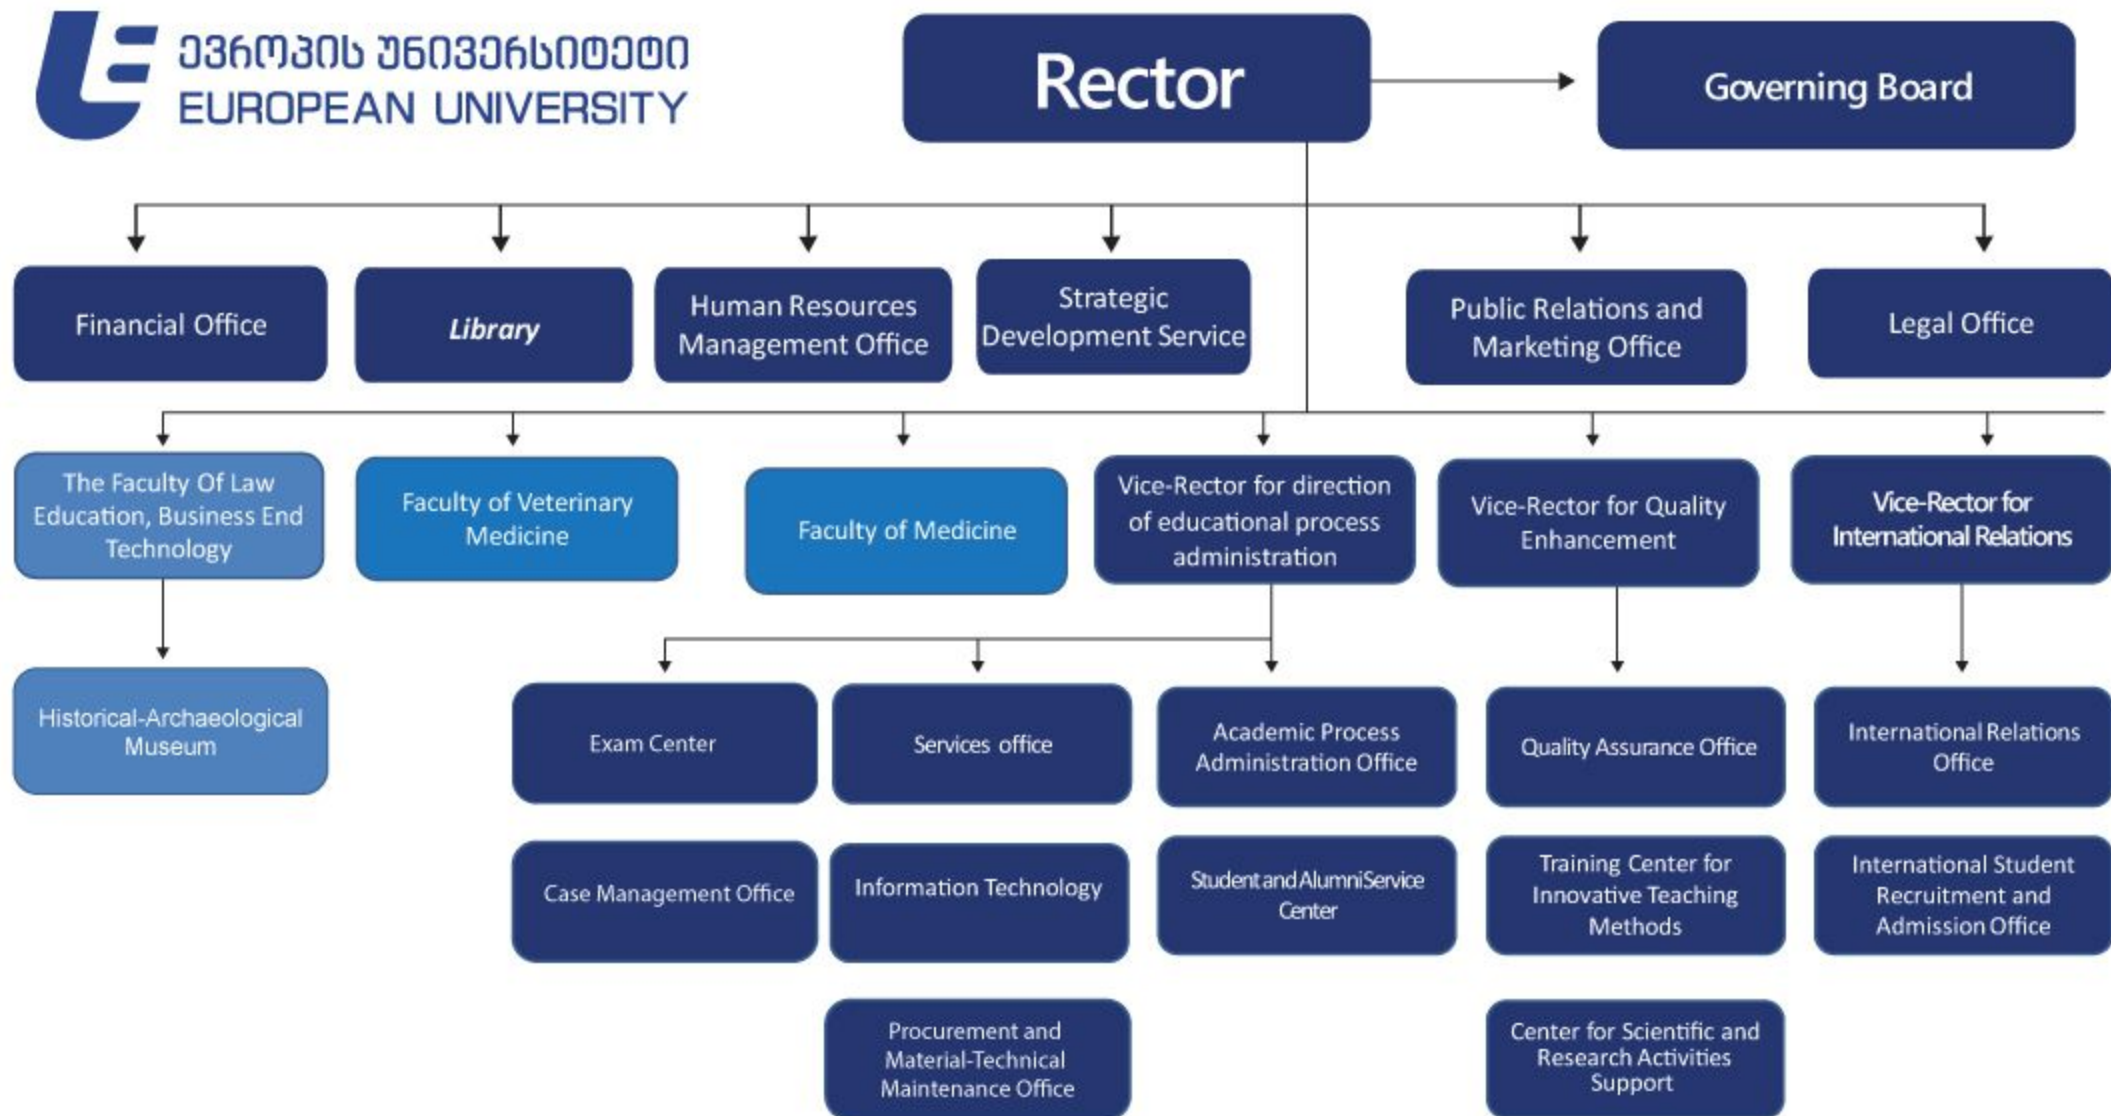 ევროპის უნივერსიტეტი
EUROPEAN UNIVERSITY
Rector
Governing Board
Financial Office
Library
Human Resources
Management Office
Strategic
Development Service
Public Relations and
Marketing Office
Legal Office
The Faculty Of Law
Education, Business End
Technology
Faculty of Veterinary
Medicine
Faculty of Medicine
Vice-Rector for direction
of educational process
administration
Vice-Rector for Quality
Enhancement
Vice-Rector for
International Relations
Historical-Archaeological
Museum
Exam Center
Services office
Academic Process
Administration Office
Quality Assurance Office
International Relations
Office
Case Management Office
Information Technology
Student and Alumni Service
Center
Training Center for
Innovative Teaching
Methods
International Student
Recruitment and
Admission Office
Procurement and
Material-Technical
Maintenance Office
Center for Scientific and
Research Activities
Support